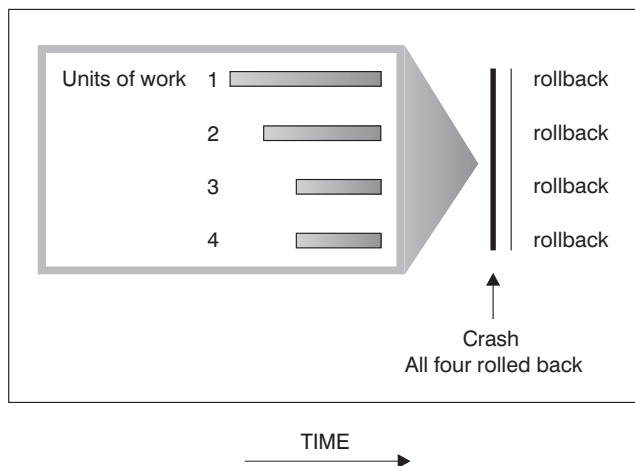 Units of work 1 rollback
2 rollback
3 rollback
4 rollback
Crash
All four rolled back
TIME